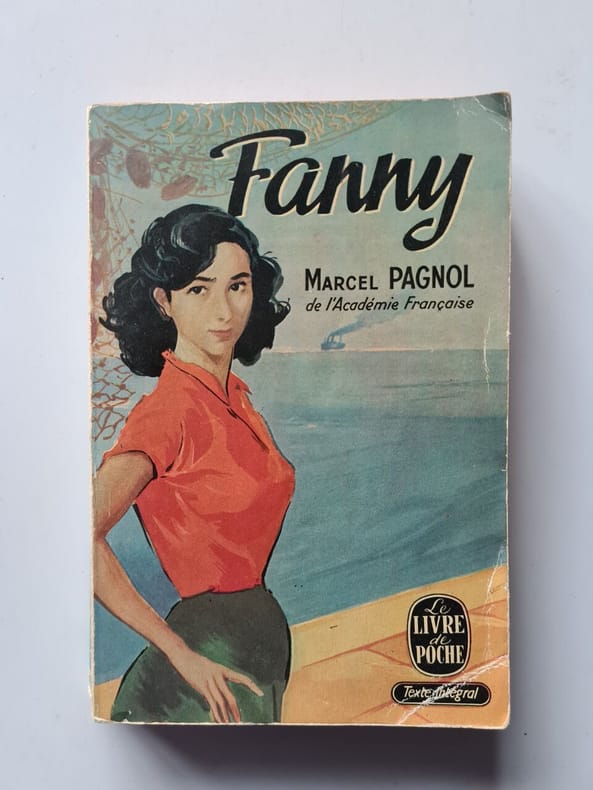 Fanny
MARCEL PAGNOL
de l'Académie Française
Le
LIVRE
de
POCHE
Texte intégral